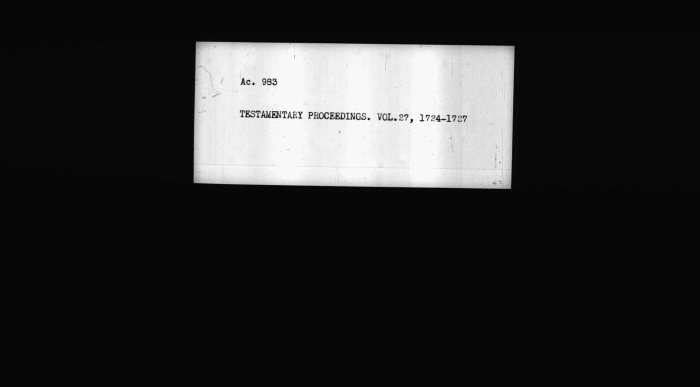 Ac. 983
TESTAMENTARY PROCEEDINGS. VOL.27, 1724-1727